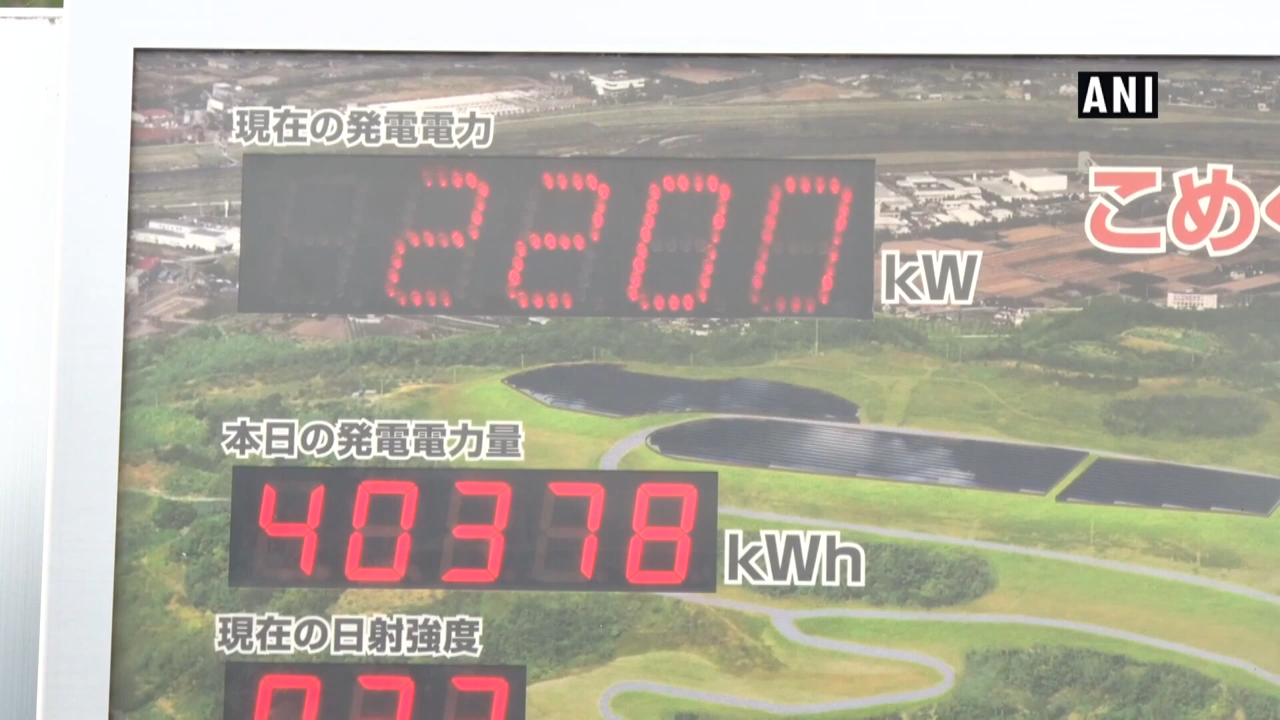 ANI
現在の発電電力
2200 kW
こめ
本日の発電電力量
40378 kWh
現在の日射強度